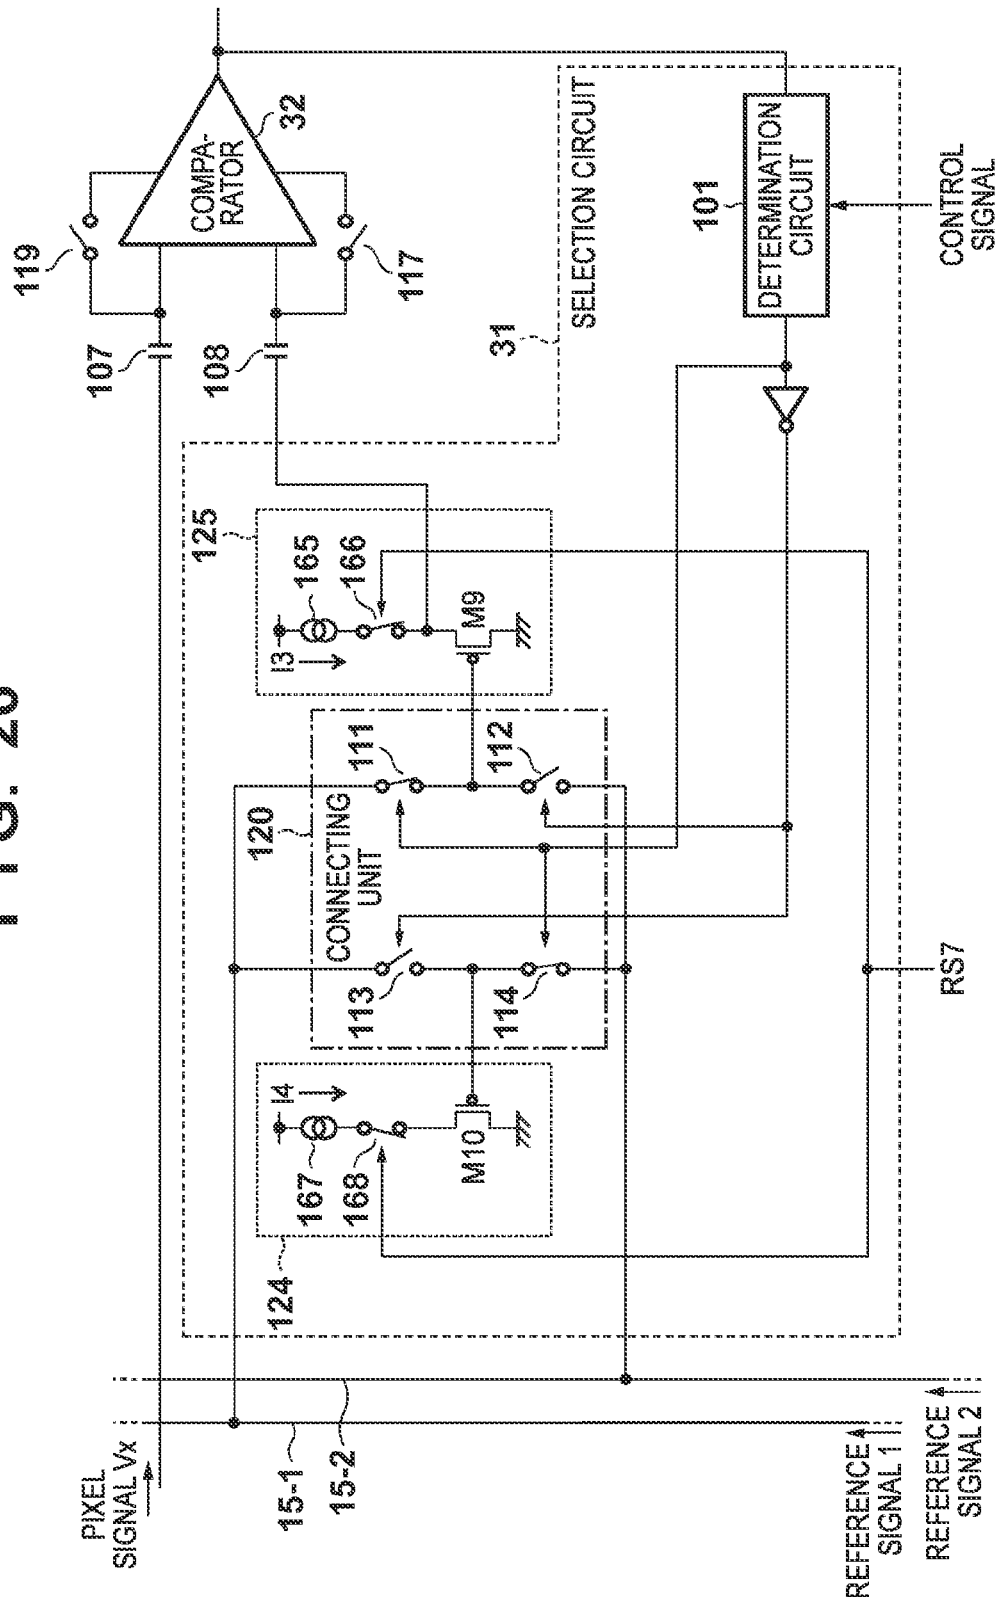 PIXEL
SIGNAL Vx
15-1
15-2
REFERENCE
SIGNAL 1
REFERENCE
SIGNAL 2
124
167
168
I4
M10
120
CONNECTING
UNIT
113
114
111
112
125
I3
165
166
M9
RS7
107
108
119
117
COMPA-
RATOR
32
31
SELECTION CIRCUIT
101
DETERMINATION
CIRCUIT
CONTROL
SIGNAL